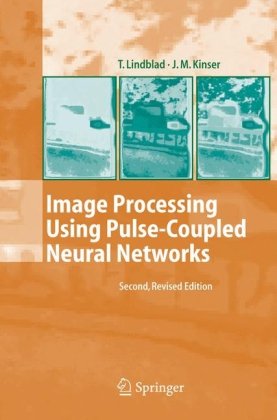 T. Lindblad · J. M. Kinser
Image Processing
Using Pulse-Coupled
Neural Networks
Second, Revised Edition
Springer